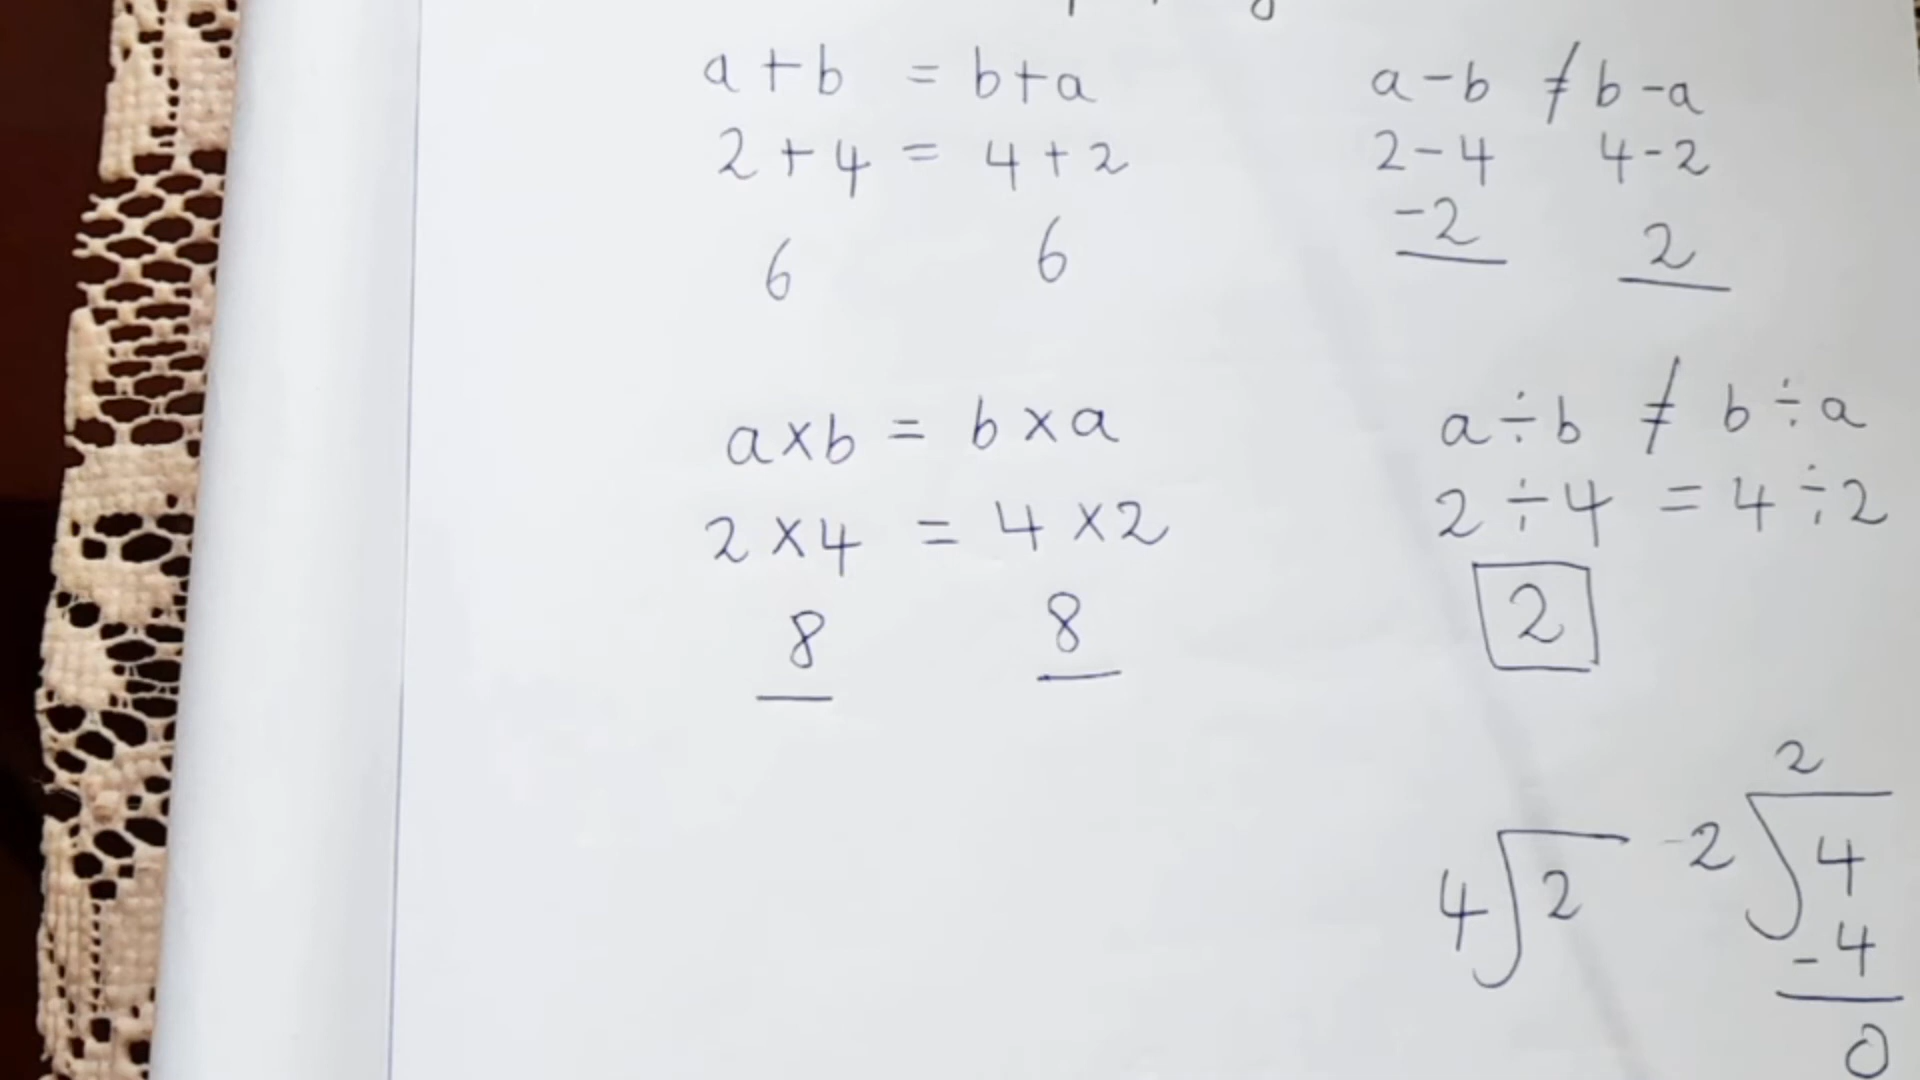 a + b = b + a
2 + 4 = 4 + 2
6 6
a × b = b × a
2 × 4 = 4 × 2
8 8
a - b ≠ b - a
2 - 4 4 - 2
-2 2
a ÷ b ≠ b ÷ a
2 ÷ 4 = 4 ÷ 2
2
4 2
2
2 4
- 4
0